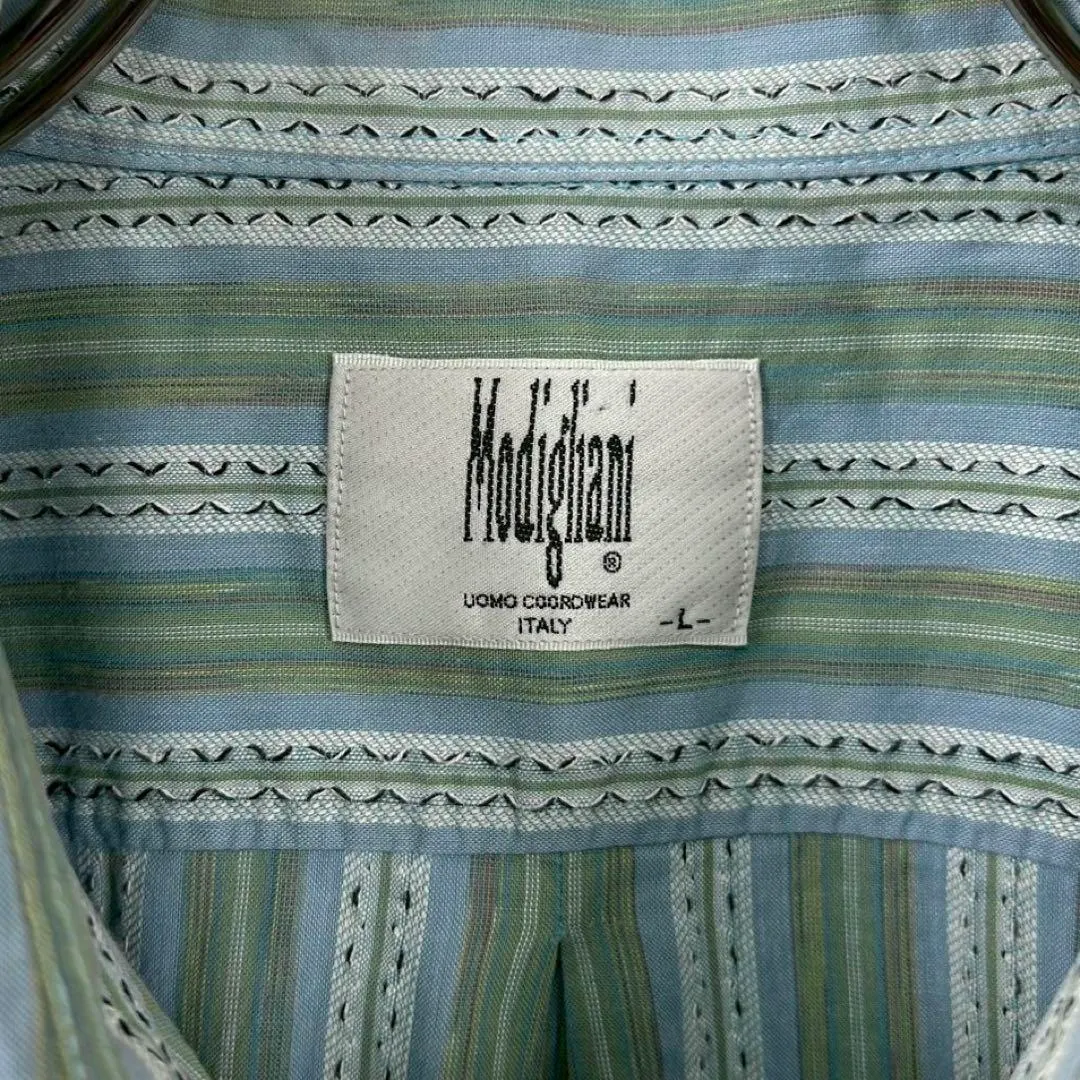 Modigliani
®
UOMO COORDWEAR
ITALY
-L-